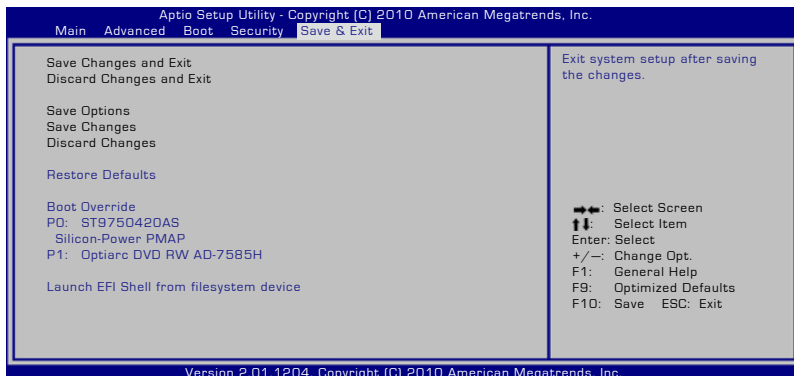 Aptio Setup Utility - Copyright (C) 2010 American Megatrends, Inc.
Main Advanced Boot Security Save & Exit
Save Changes and Exit
Discard Changes and Exit
Save Options
Save Changes
Discard Changes
Restore Defaults
Boot Override
P0: ST9750420AS
Silicon-Power PMAP
P1: Optiarc DVD RW AD-7585H
Launch EFI Shell from filesystem device
Exit system setup after saving
the changes.
→←: Select Screen
↑↓: Select Item
Enter: Select
+/—: Change Opt.
F1: General Help
F9: Optimized Defaults
F10: Save ESC: Exit
Version 2.01.1204. Copyright (C) 2010 American Megatrends, Inc.